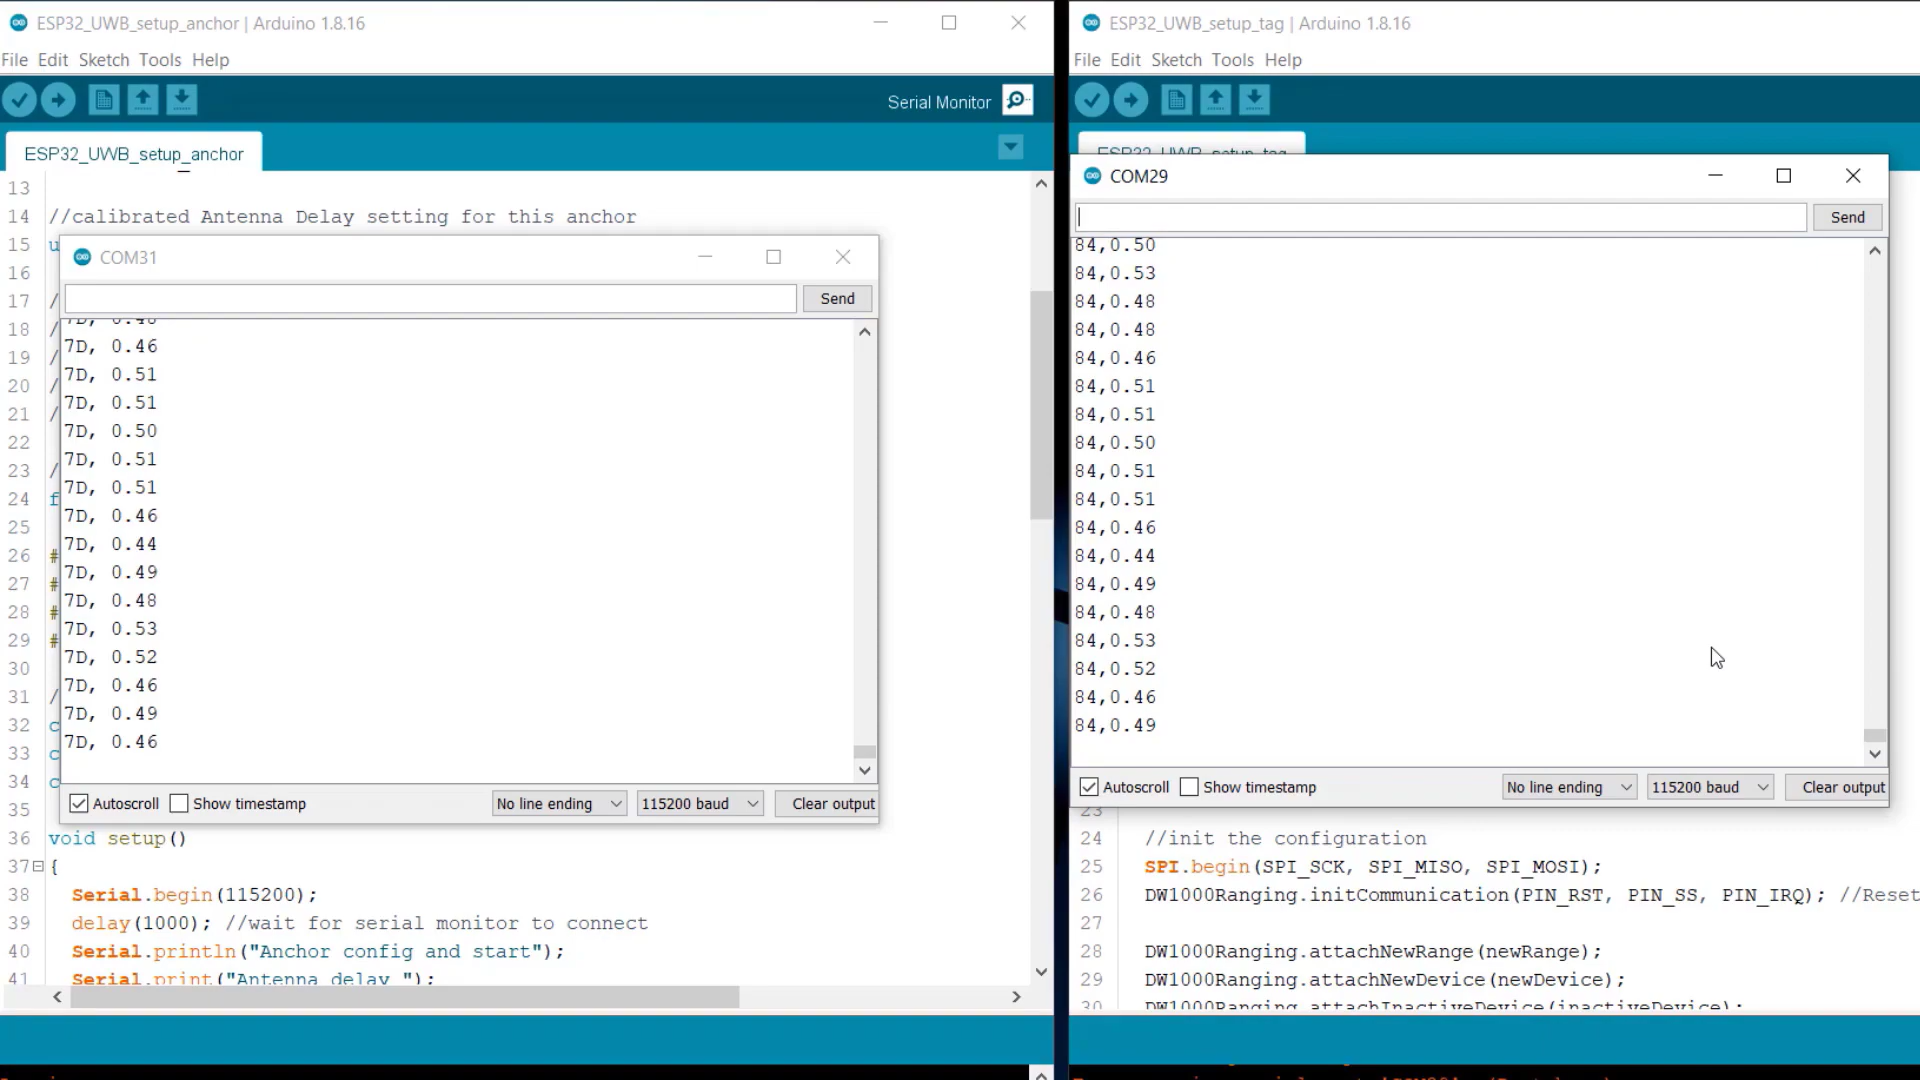 ESP32_UWB_setup_anchor | Arduino 1.8.16
File Edit Sketch Tools Help
Serial Monitor
ESP32_UWB_setup_anchor
13
14 //calibrated Antenna Delay setting for this anchor
15 u
16
17 /
18 /
19 /
20 /
21 /
22
23 /
24 f
25
26 #
27 #
28 #
29 #
30
31 /
32 c
33 c
34 c
35
36 void setup()
37 {
38 Serial.begin(115200);
39 delay(1000); //wait for serial monitor to connect
40 Serial.println("Anchor config and start");
41 Serial.print("Antenna delay ");
COM31
Send
7D, 0.46
7D, 0.51
7D, 0.51
7D, 0.50
7D, 0.51
7D, 0.51
7D, 0.46
7D, 0.44
7D, 0.49
7D, 0.48
7D, 0.53
7D, 0.52
7D, 0.46
7D, 0.49
7D, 0.46
Autoscroll Show timestamp No line ending 115200 baud Clear output
ESP32_UWB_setup_tag | Arduino 1.8.16
File Edit Sketch Tools Help
ESP32_UWB_setup_tag
COM29
Send
84,0.50
84,0.53
84,0.48
84,0.48
84,0.46
84,0.51
84,0.51
84,0.50
84,0.51
84,0.51
84,0.46
84,0.44
84,0.49
84,0.48
84,0.53
84,0.52
84,0.46
84,0.49
Autoscroll Show timestamp No line ending 115200 baud Clear output
23
24 //init the configuration
25 SPI.begin(SPI_SCK, SPI_MISO, SPI_MOSI);
26 DW1000Ranging.initCommunication(PIN_RST, PIN_SS, PIN_IRQ); //Reset
27
28 DW1000Ranging.attachNewRange(newRange);
29 DW1000Ranging.attachNewDevice(newDevice);
30 DW1000Ranging.attachInactiveDevice(inactiveDevice);